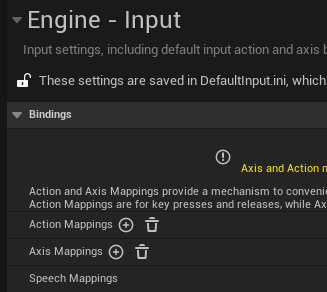 Engine - Input
Input settings, including default input action and axis b
These settings are saved in DefaultInput.ini, which
Bindings
Axis and Action
Action and Axis Mappings provide a mechanism to conveni
Action Mappings are for key presses and releases, while Ax
Action Mappings
Axis Mappings
Speech Mappings